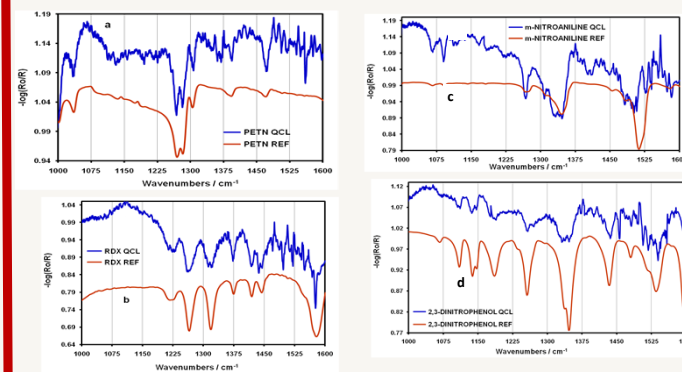 a
1.19
1.14
1.09
1.04
0.99
0.94
-log(Ro/R)
PETN QCL
PETN REF
1000 1075 1150 1225 1300 1375 1450 1525 1600
Wavenumbers / cm⁻¹
c
1.19
1.14
1.09
1.04
0.99
0.94
0.89
0.84
0.79
-log(Ro/R)
m-NITROANILINE QCL
m-NITROANILINE REF
1000 1075 1150 1225 1300 1375 1450 1525 1600
Wavenumbers / cm⁻¹
b
1.04
0.99
0.94
0.89
0.84
0.79
0.74
0.69
0.64
-log(Ro/R)
RDX QCL
RDX REF
1000 1075 1150 1225 1300 1375 1450 1525 1600
Wavenumbers / cm⁻¹
d
1.12
1.07
1.02
0.97
0.92
0.87
0.82
0.77
-log(Ro/R)
2,3-DINITROPHENOL QCL
2,3-DINITROPHENOL REF
1000 1075 1150 1225 1300 1375 1450 1525
Wavenumbers / cm⁻¹